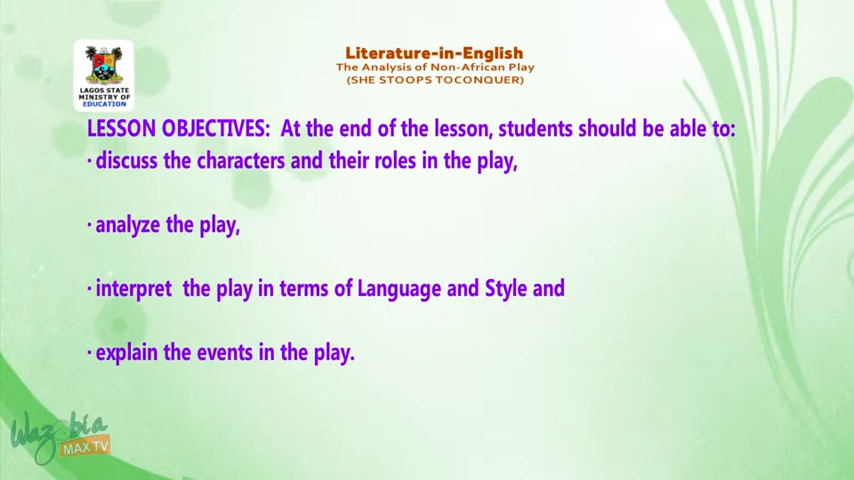 Literature-in-English
The Analysis of Non-African Play
(SHE STOOPS TOCONQUER)
LAGOS STATE
MINISTRY OF
EDUCATION
LESSON OBJECTIVES: At the end of the lesson, students should be able to:
· discuss the characters and their roles in the play,
· analyze the play,
· interpret the play in terms of Language and Style and
· explain the events in the play.
Wazobia
MAX TV